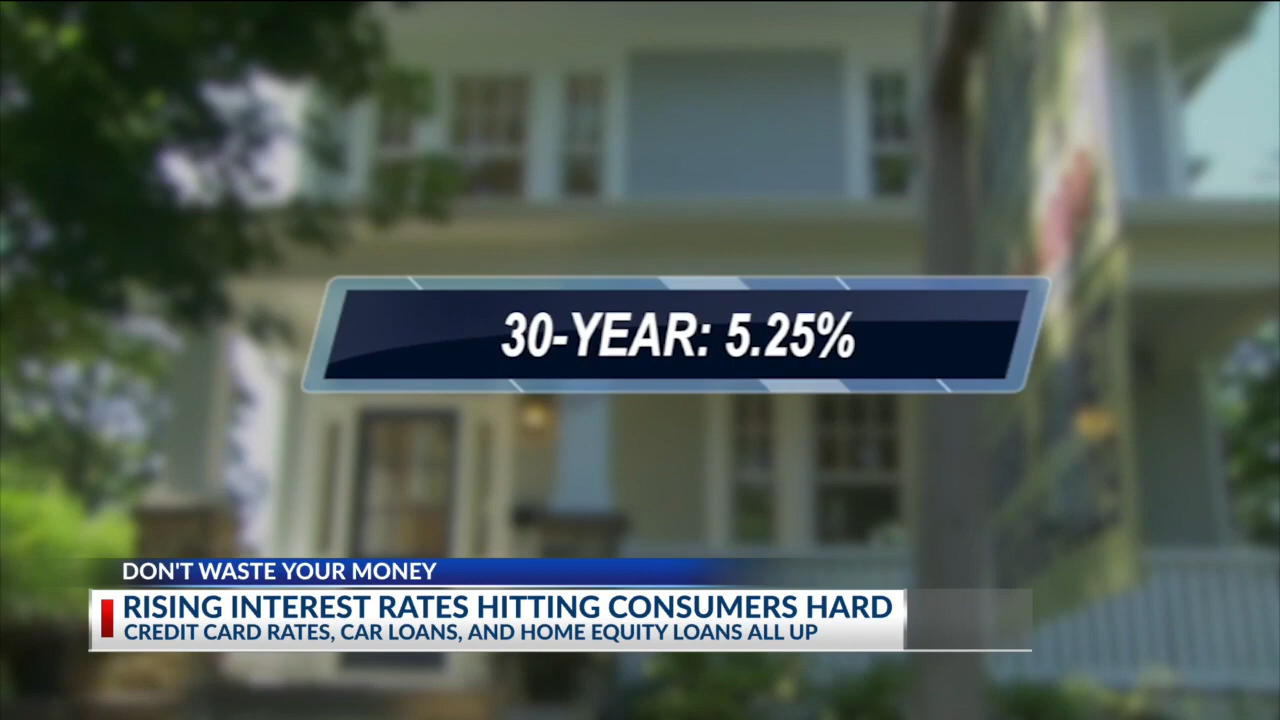 30-YEAR: 5.25%
DON'T WASTE YOUR MONEY
RISING INTEREST RATES HITTING CONSUMERS HARD
CREDIT CARD RATES, CAR LOANS, AND HOME EQUITY LOANS ALL UP